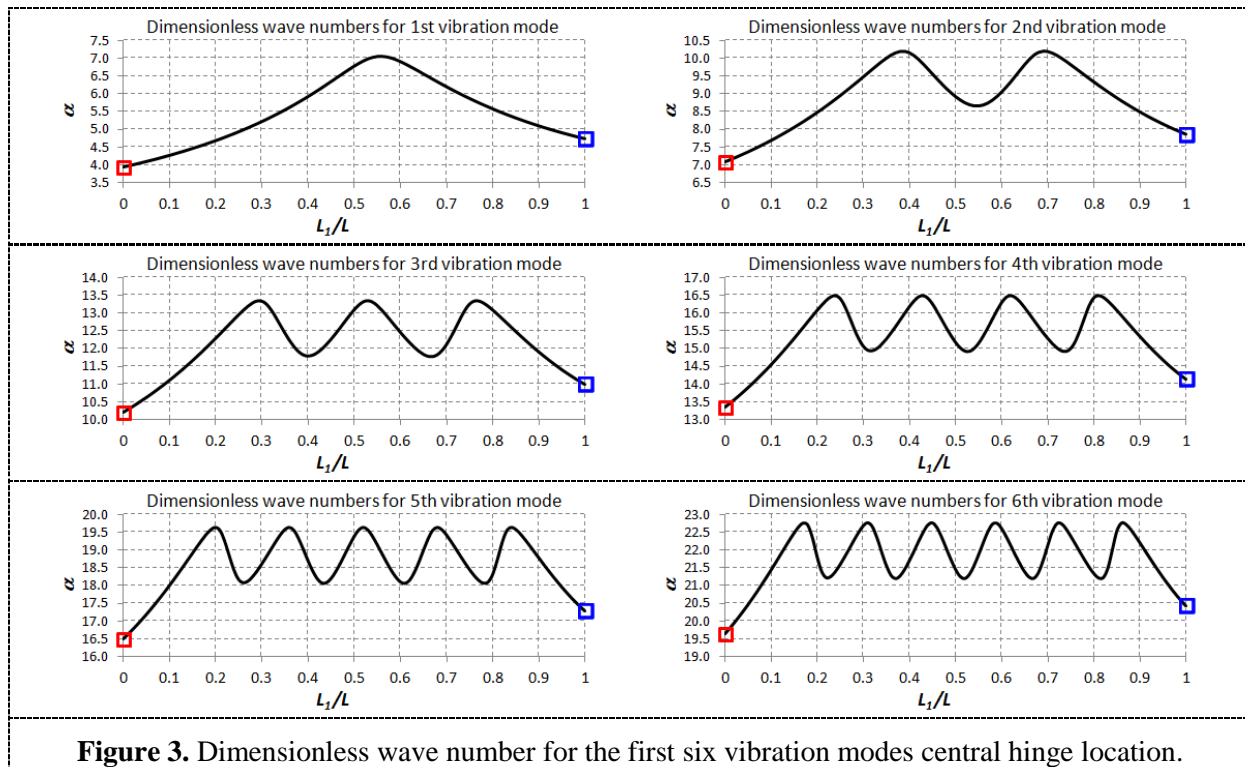 Dimensionless wave numbers for 1st vibration mode
7.5
7.0
6.5
6.0
5.5
5.0
4.5
4.0
3.5
α
0 0.1 0.2 0.3 0.4 0.5 0.6 0.7 0.8 0.9 1
L₁/L
Dimensionless wave numbers for 2nd vibration mode
10.5
10.0
9.5
9.0
8.5
8.0
7.5
7.0
6.5
α
0 0.1 0.2 0.3 0.4 0.5 0.6 0.7 0.8 0.9 1
L₁/L
Dimensionless wave numbers for 3rd vibration mode
14.0
13.5
13.0
12.5
12.0
11.5
11.0
10.5
10.0
α
0 0.1 0.2 0.3 0.4 0.5 0.6 0.7 0.8 0.9 1
L₁/L
Dimensionless wave numbers for 4th vibration mode
17.0
16.5
16.0
15.5
15.0
14.5
14.0
13.5
13.0
α
0 0.1 0.2 0.3 0.4 0.5 0.6 0.7 0.8 0.9 1
L₁/L
Dimensionless wave numbers for 5th vibration mode
20.0
19.5
19.0
18.5
18.0
17.5
17.0
16.5
16.0
α
0 0.1 0.2 0.3 0.4 0.5 0.6 0.7 0.8 0.9 1
L₁/L
Dimensionless wave numbers for 6th vibration mode
23.0
22.5
22.0
21.5
21.0
20.5
20.0
19.5
19.0
α
0 0.1 0.2 0.3 0.4 0.5 0.6 0.7 0.8 0.9 1
L₁/L
Figure 3. Dimensionless wave number for the first six vibration modes central hinge location.